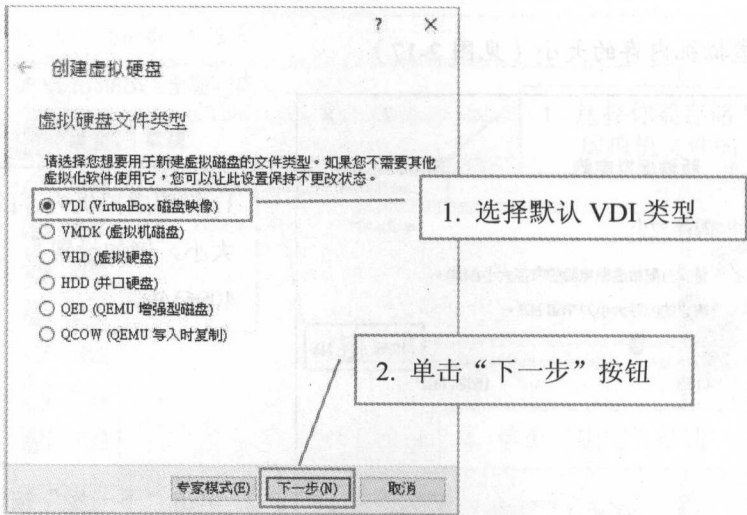 ? ×
← 创建虚拟硬盘
虚拟硬盘文件类型
请选择您想要用于新建虚拟磁盘的文件类型。如果您不需要其他
虚拟化软件使用它，您可以让此设置保持不更改状态。
VDI (VirtualBox 磁盘映像)
VMDK (虚拟机磁盘)
VHD (虚拟硬盘)
HDD (并口硬盘)
QED (QEMU 增强型磁盘)
QCOW (QEMU 写入时复制)
1. 选择默认 VDI 类型
2. 单击“下一步”按钮
专家模式(E) 下一步(N) 取消